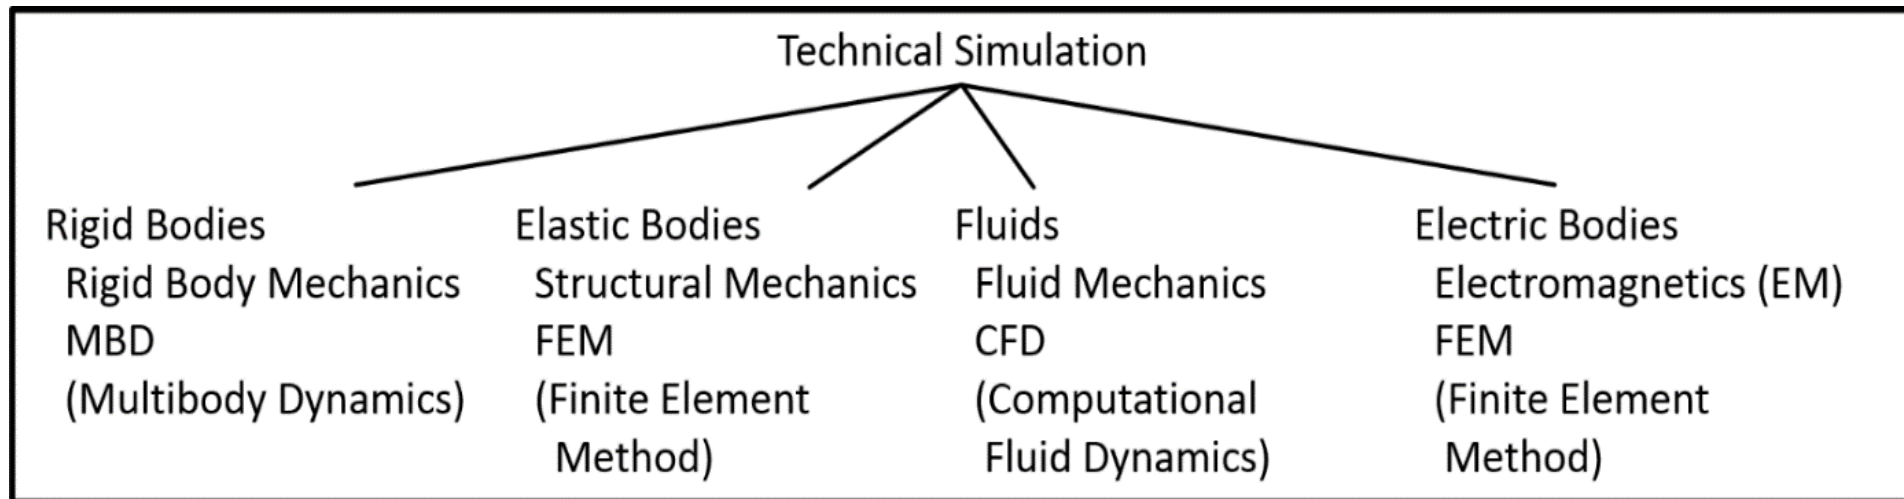 Technical Simulation
Rigid Bodies
Rigid Body Mechanics
MBD
(Multibody Dynamics)
Elastic Bodies
Structural Mechanics
FEM
(Finite Element
Method)
Fluids
Fluid Mechanics
CFD
(Computational
Fluid Dynamics)
Electric Bodies
Electromagnetics (EM)
FEM
(Finite Element
Method)